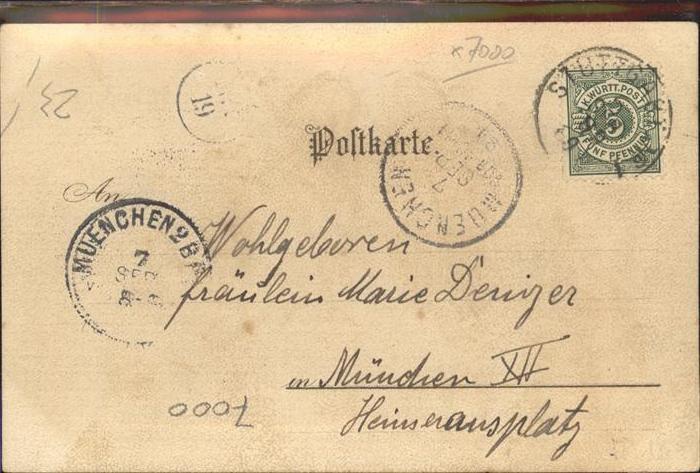 x 7000
STUTTGART
K.WÜRTT.POST
5
FÜNF PFENNIG
19
Postkarte.
MUENCHEN
7
SEP
An
MUENCHEN 2 B.
7
SEP
Wohlgeboren
Fräulein Marie Deniger
in München XII
Heimeransplatz
7000